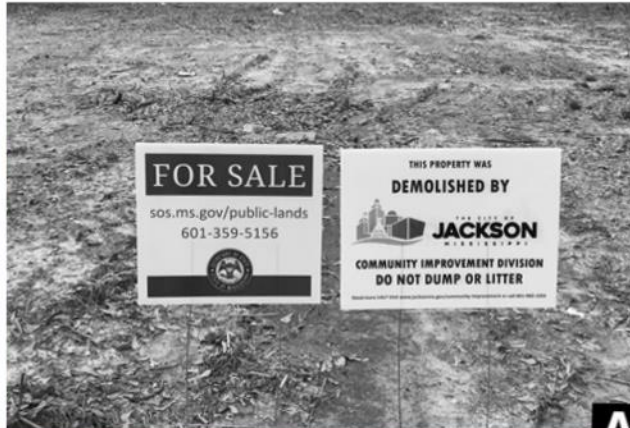 FOR SALE
sos.ms.gov/public-lands
601-359-5156
THIS PROPERTY WAS
DEMOLISHED BY
THE CITY OF
JACKSON
MISSISSIPPI
COMMUNITY IMPROVEMENT DIVISION
DO NOT DUMP OR LITTER
A